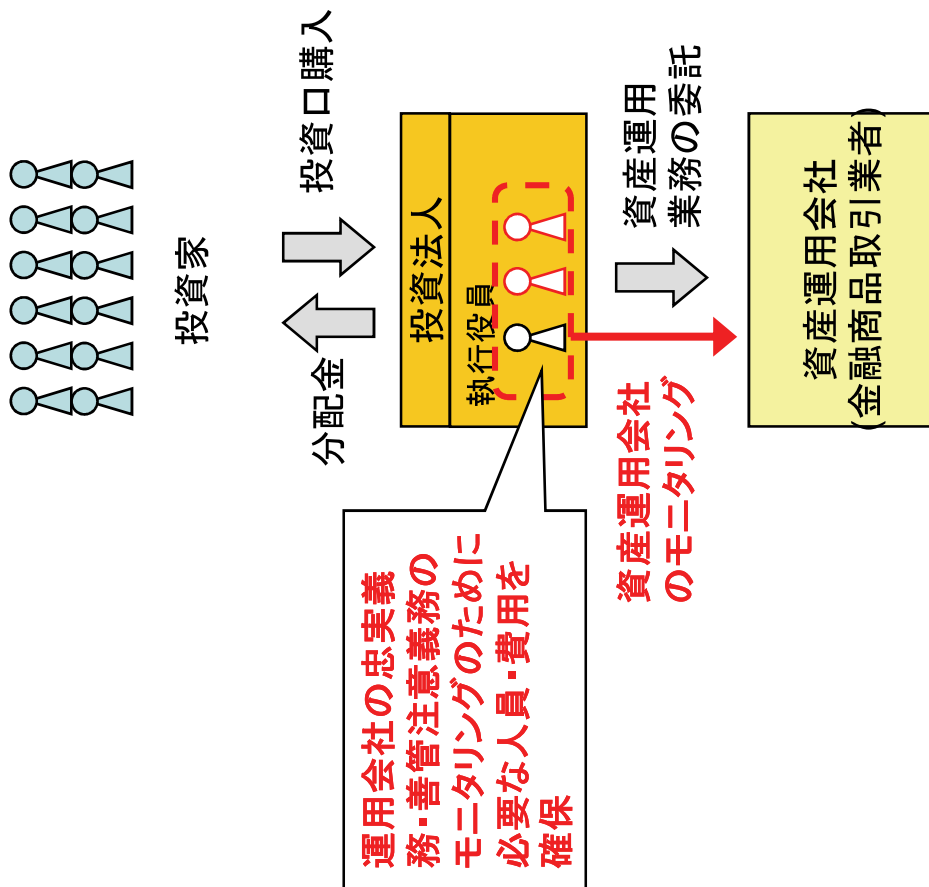 投資家
分配金
投資口購入
投資法人
執行役員
運用会社の忠実義
務・善管注意義務の
モニタリングのために
必要な人員・費用を
確保
資産運用会社
のモニタリング
資産運用
業務の委託
資産運用会社
(金融商品取引業者)